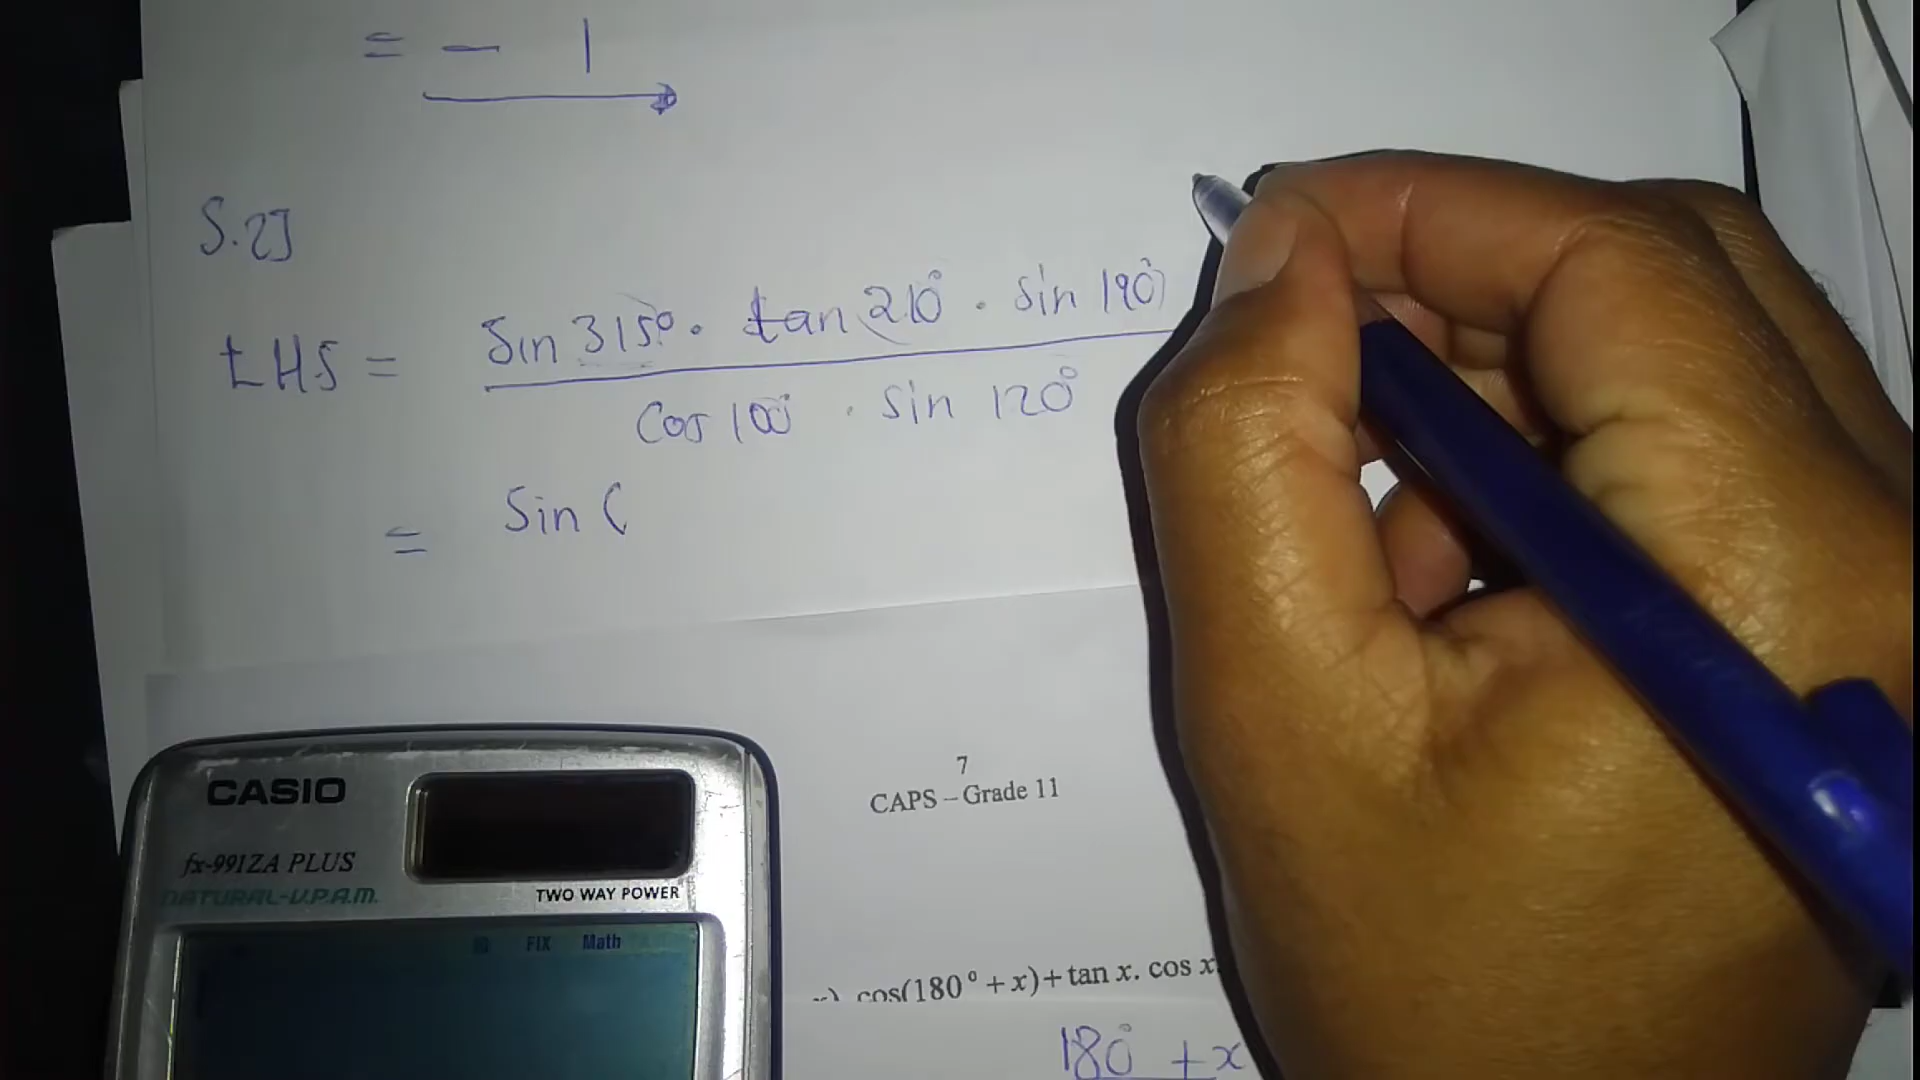 = - 1
5.2]
LHS = sin 315° · tan 210° · sin 190°
cos 100° · sin 120°
= sin (
CASIO
fx-991ZA PLUS
NATURAL-V.P.A.M.
TWO WAY POWER
FIX Math
7
CAPS – Grade 11
cos(180° + x) + tan x. cos x
180° + x